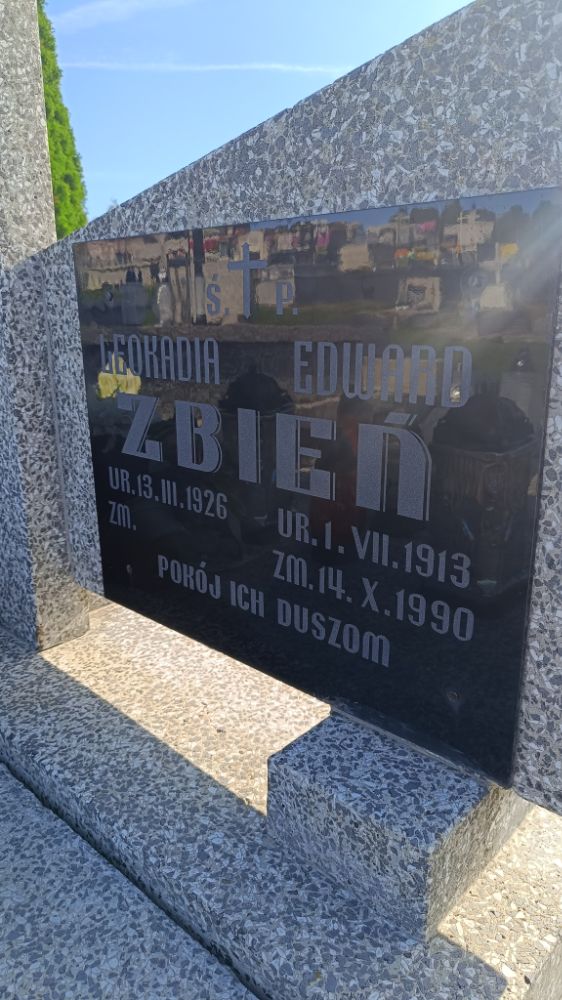 Ś. P.
LEOKADIA EDWARD
ZBIEŃ
UR. 13. III. 1926
ZM.
UR. 1. VII. 1913
ZM. 14. X. 1990
POKÓJ ICH DUSZOM